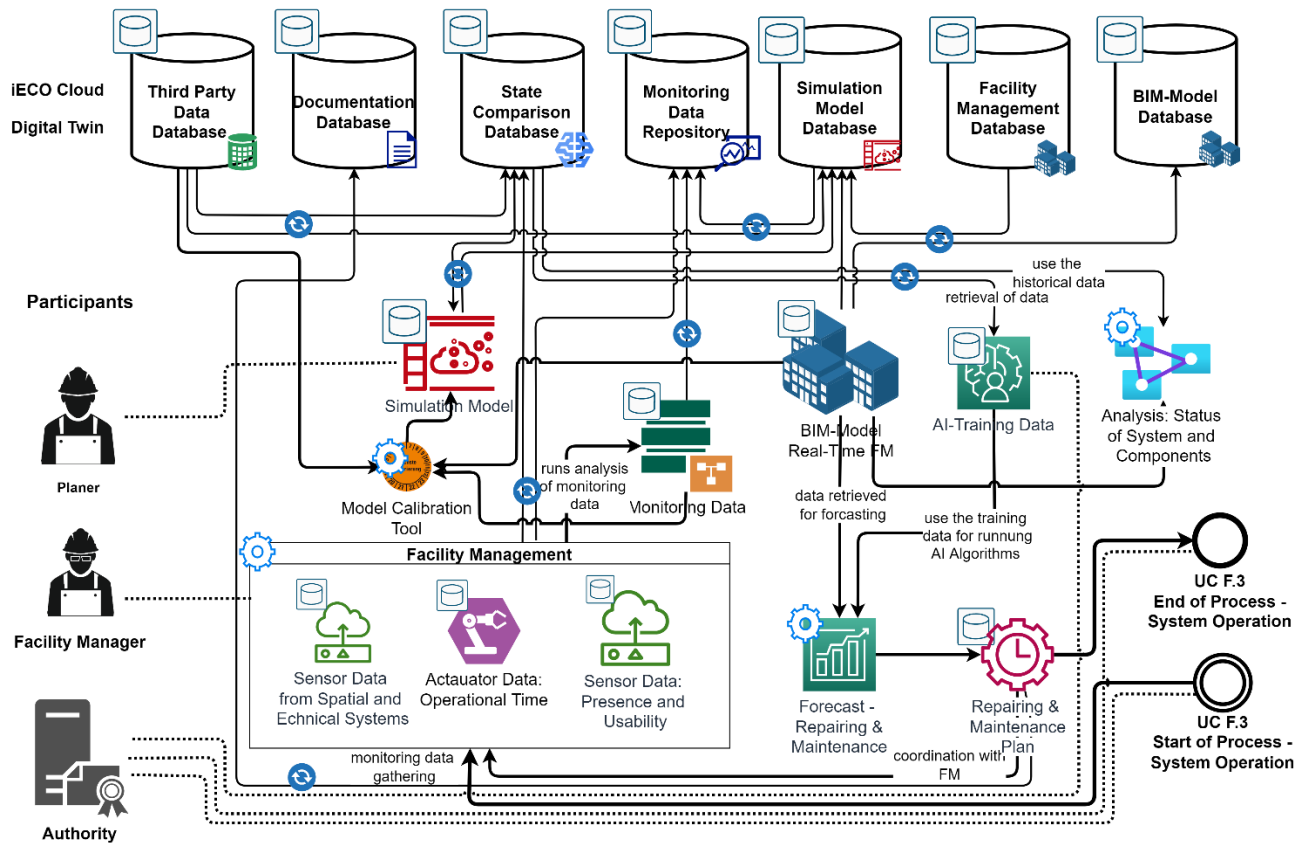 iECO Cloud
Digital Twin
Third Party
Data
Database
Documentation
Database
State
Comparison
Database
Monitoring
Data
Repository
Simulation
Model
Database
Facility
Management
Database
BIM-Model
Database
use the
historical data
retrieval of data
Participants
Planer
Facility Manager
Authority
Simulation Model
Model Calibration
Tool
runs analysis
of monitoring
data
Monitoring Data
BIM-Model
Real-Time FM
AI-Training Data
Analysis: Status
of System and
Components
data retrieved
for forcasting
use the training
data for runnung
AI Algorithms
Facility Management
Sensor Data
from Spatial and
Echnical Systems
Actauator Data:
Operational Time
Sensor Data:
Presence and
Usability
Forecast -
Repairing &
Maintenance
Repairing &
Maintenance
Plan
UC F.3
End of Process -
System Operation
UC F.3
Start of Process -
System Operation
monitoring data
gathering
coordination with
FM